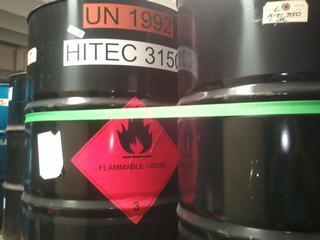 UN 1992
HITEC 3150
FLAMMABLE LIQUID
3